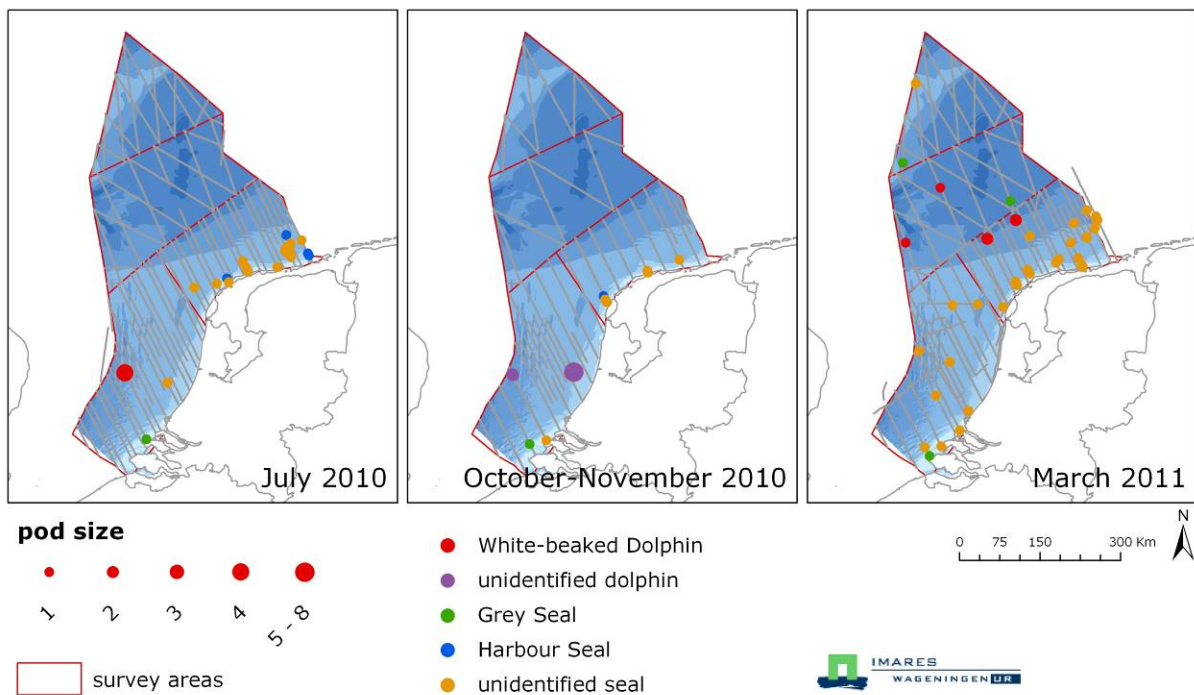 July 2010
October-November 2010
March 2011
pod size
1
2
3
4
5 - 8
survey areas
White-beaked Dolphin
unidentified dolphin
Grey Seal
Harbour Seal
unidentified seal
0 75 150 300 Km
N
IMARES
WAGENINGEN UR